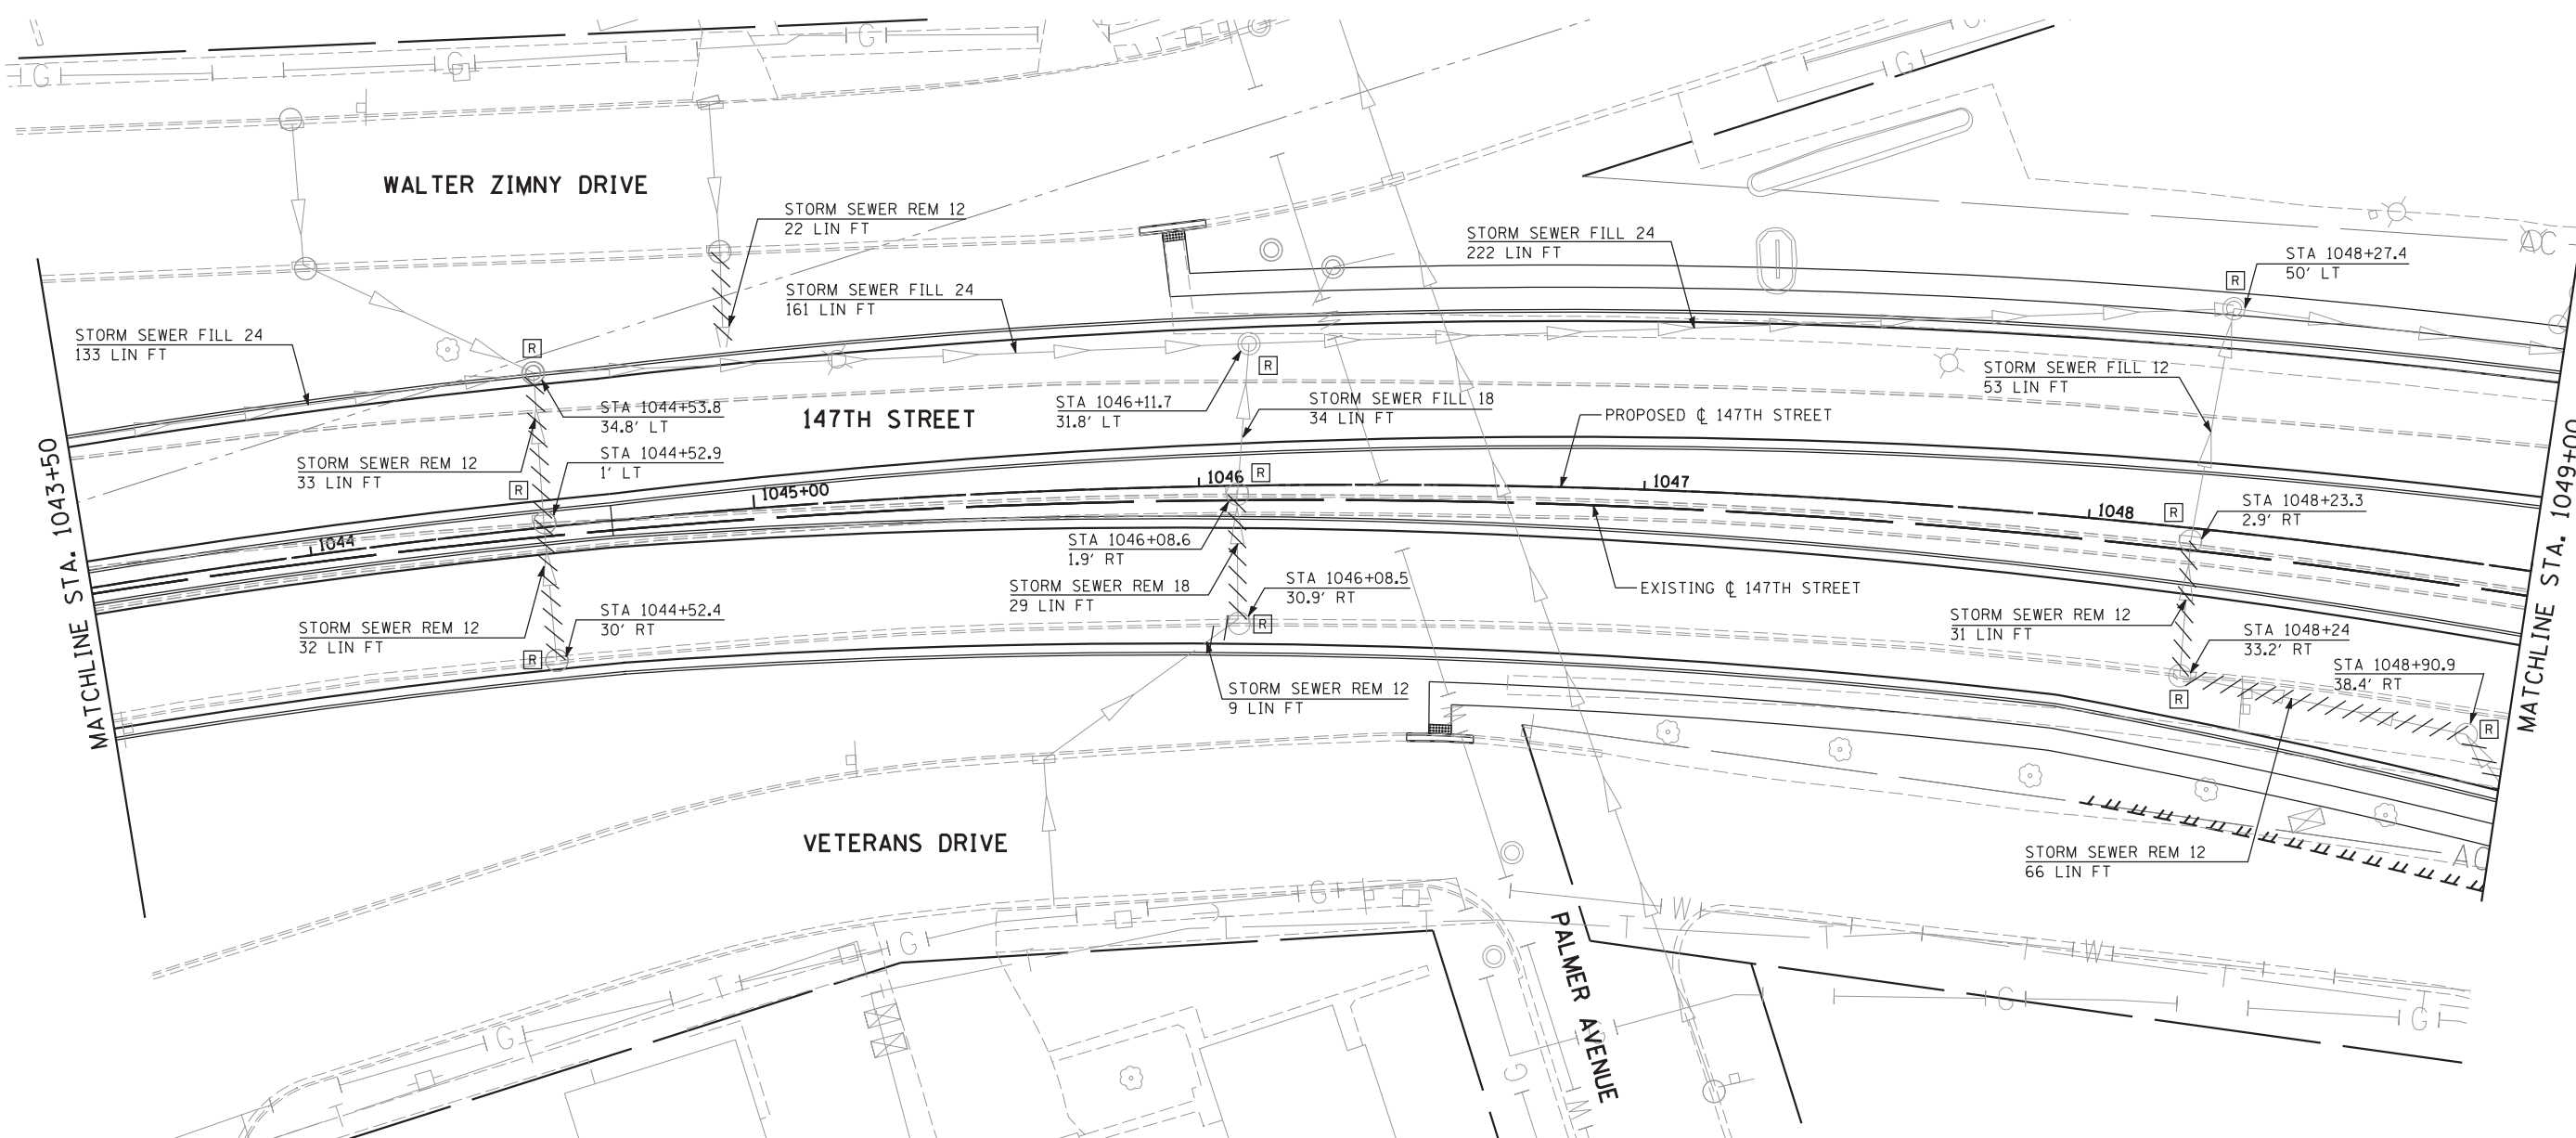 G
G
G
G
G
WALTER ZIMNY DRIVE
STORM SEWER REM 12
22 LIN FT
STORM SEWER FILL 24
222 LIN FT
AC
STA 1048+27.4
50' LT
R
STORM SEWER FILL 24
161 LIN FT
STORM SEWER FILL 24
133 LIN FT
R
R
STORM SEWER FILL 12
53 LIN FT
STA 1044+53.8
34.8' LT
147TH STREET
STA 1046+11.7
31.8' LT
STORM SEWER FILL 18
34 LIN FT
PROPOSED ℄ 147TH STREET
MATCHLINE STA. 1043+50
MATCHLINE STA. 1049+00
STORM SEWER REM 12
33 LIN FT
STA 1044+52.9
1' LT
R
R
1044
1045+00
1046
1047
1048
R
STA 1048+23.3
2.9' RT
STA 1046+08.6
1.9' RT
STORM SEWER REM 18
29 LIN FT
STA 1046+08.5
30.9' RT
R
EXISTING ℄ 147TH STREET
STORM SEWER REM 12
32 LIN FT
STA 1044+52.4
30' RT
R
STORM SEWER REM 12
31 LIN FT
STA 1048+24
33.2' RT
R
STA 1048+90.9
38.4' RT
R
STORM SEWER REM 12
9 LIN FT
VETERANS DRIVE
STORM SEWER REM 12
66 LIN FT
PALMER AVENUE
G
G
G
T
T
T
W
T
T
W
T
T
T
T
G
G
G
W